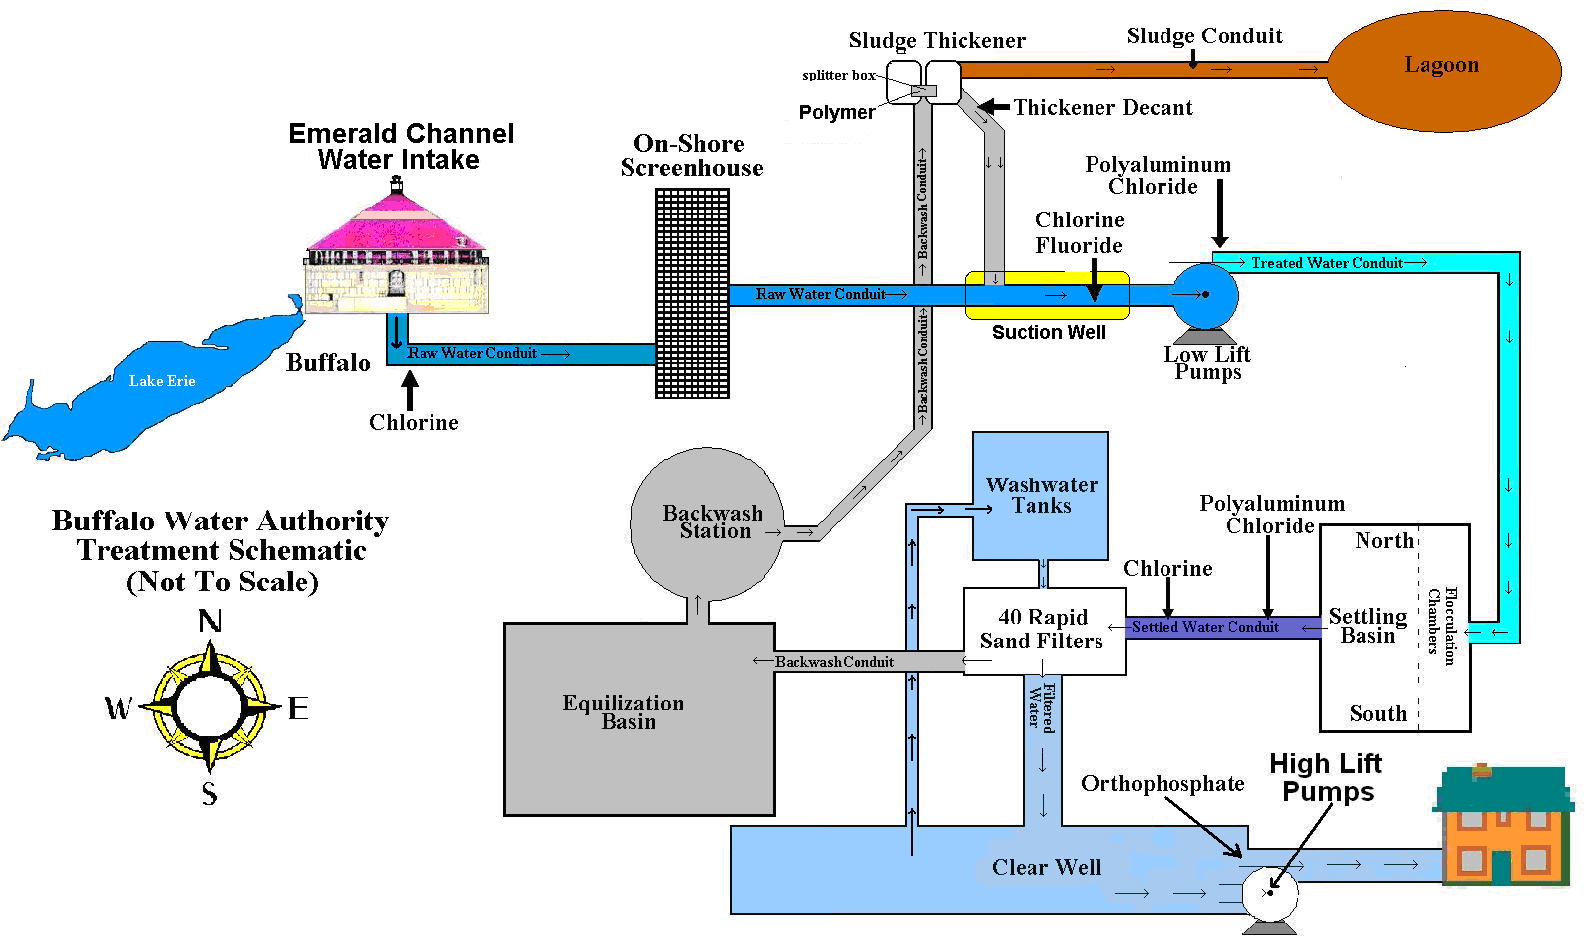 Sludge Thickener
Sludge Conduit
Lagoon
splitter box
Polymer
Thickener Decant
Emerald Channel
Water Intake
On-Shore
Screenhouse
Polyaluminum
Chloride
Backwash Conduit
Chlorine
Fluoride
Treated Water Conduit
Raw Water Conduit
Suction Well
Low Lift
Pumps
Buffalo
Raw Water Conduit
Lake Erie
Chlorine
Backwash Conduit
Buffalo Water Authority
Treatment Schematic
(Not To Scale)
N
W
E
S
Backwash
Station
Washwater
Tanks
Polyaluminum
Chloride
Chlorine
North
Settling
Basin
South
Flocculation
Chambers
Settled Water Conduit
40 Rapid
Sand Filters
Backwash Conduit
Equilization
Basin
Filtered
Water
Orthophosphate
High Lift
Pumps
Clear Well